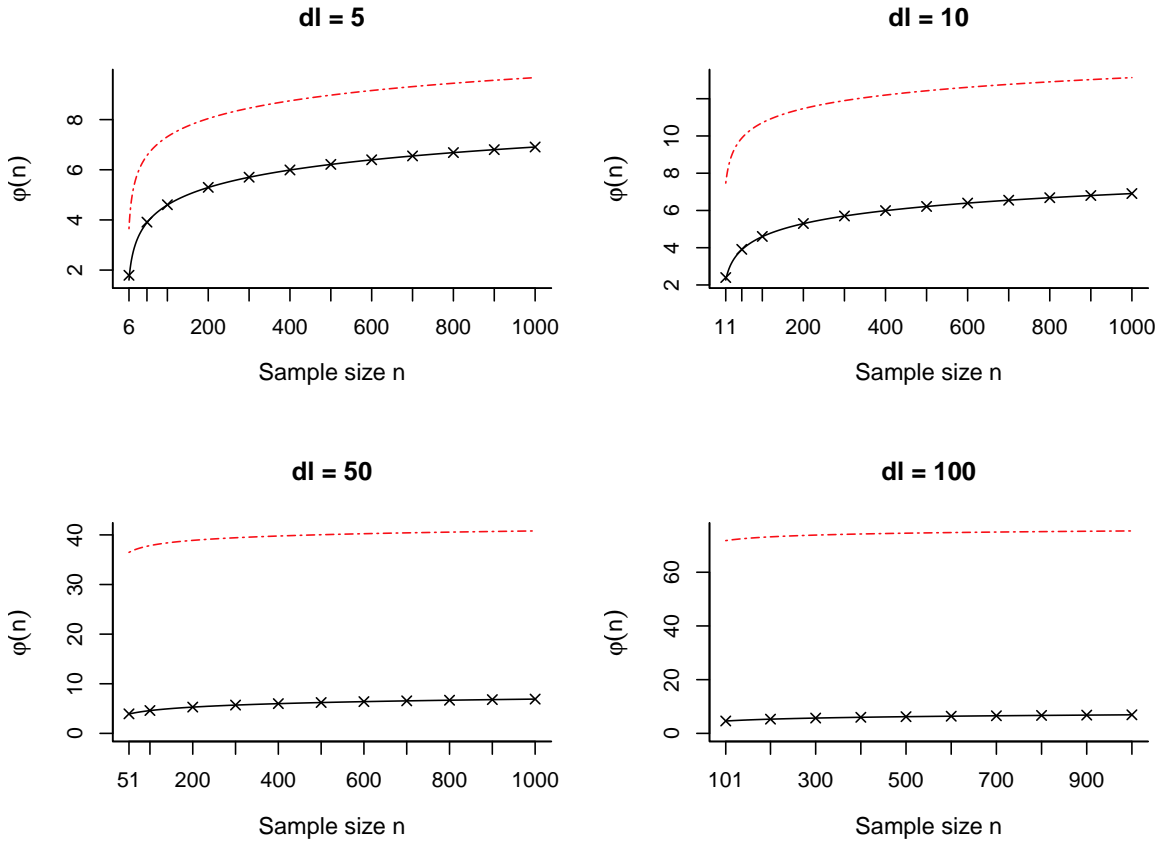 dl = 5
φ(n)
8
6
4
2
6 200 400 600 800 1000
Sample size n
dl = 10
φ(n)
10
8
6
4
2
11 200 400 600 800 1000
Sample size n
dl = 50
φ(n)
40
30
20
10
0
51 200 400 600 800 1000
Sample size n
dl = 100
φ(n)
60
40
20
0
101 300 500 700 900
Sample size n